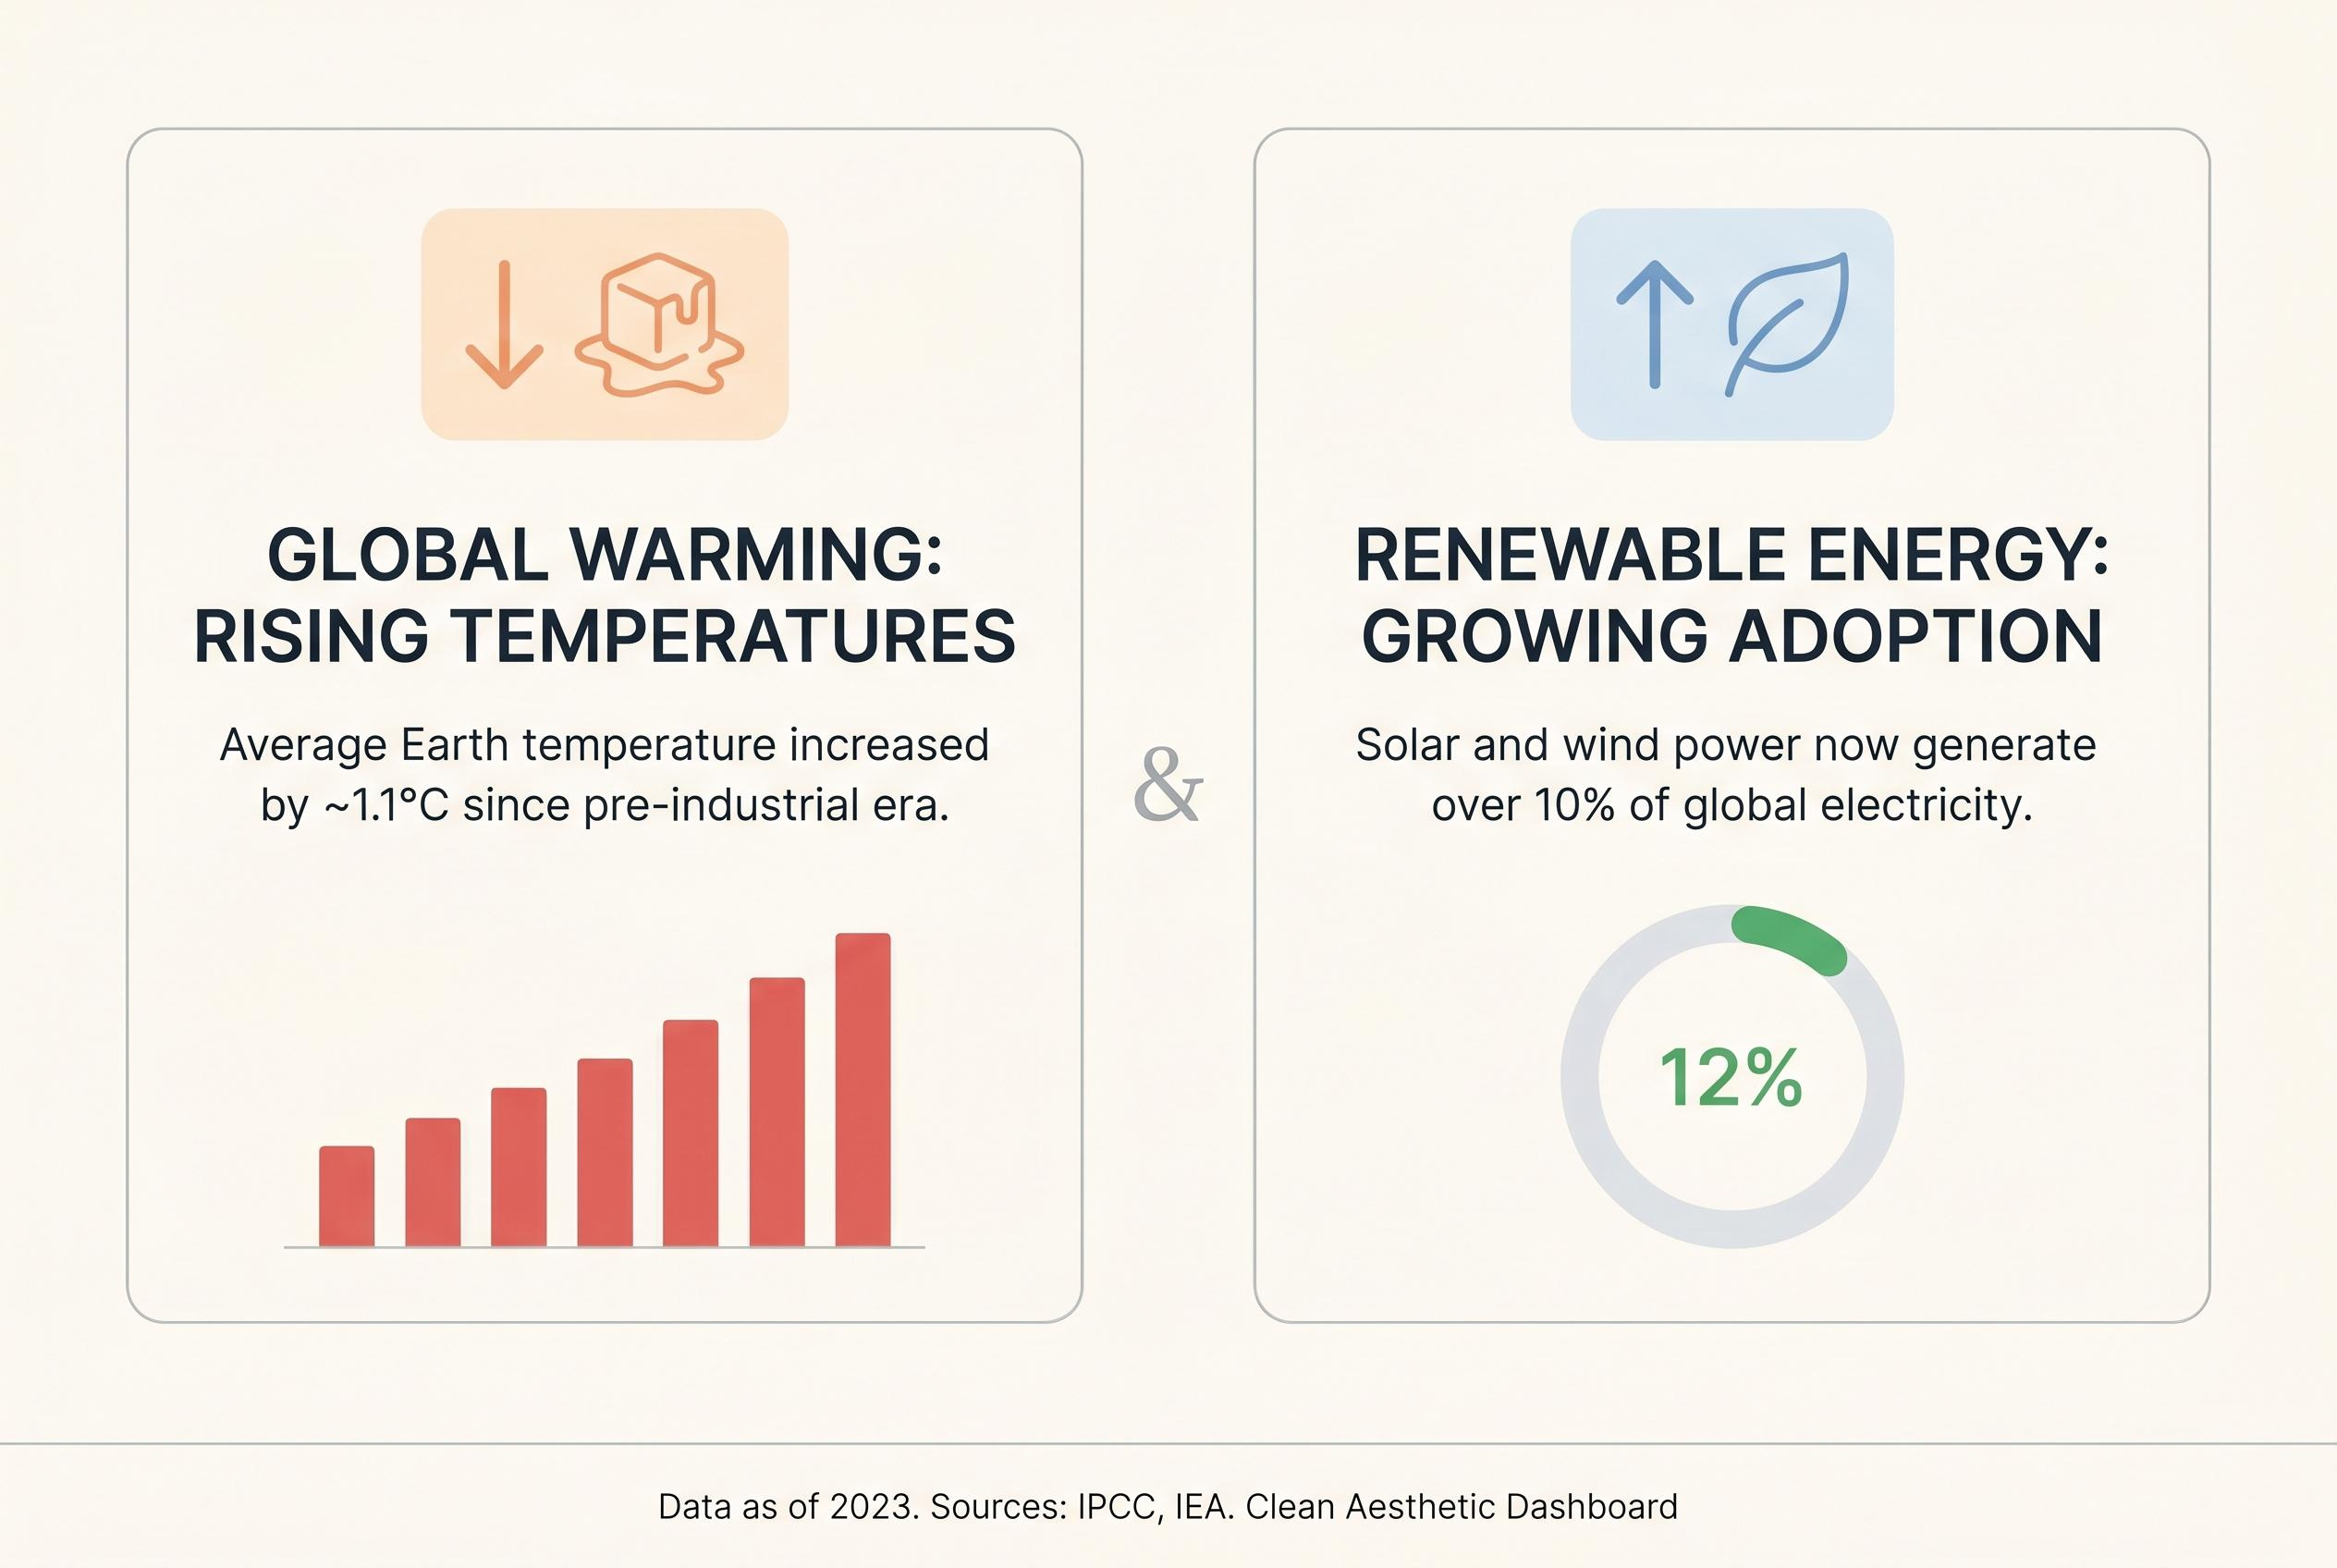 GLOBAL WARMING:
RISING TEMPERATURES
Average Earth temperature increased
by ~1.1°C since pre-industrial era.
&
RENEWABLE ENERGY:
GROWING ADOPTION
Solar and wind power now generate
over 10% of global electricity.
12%
Data as of 2023. Sources: IPCC, IEA. Clean Aesthetic Dashboard